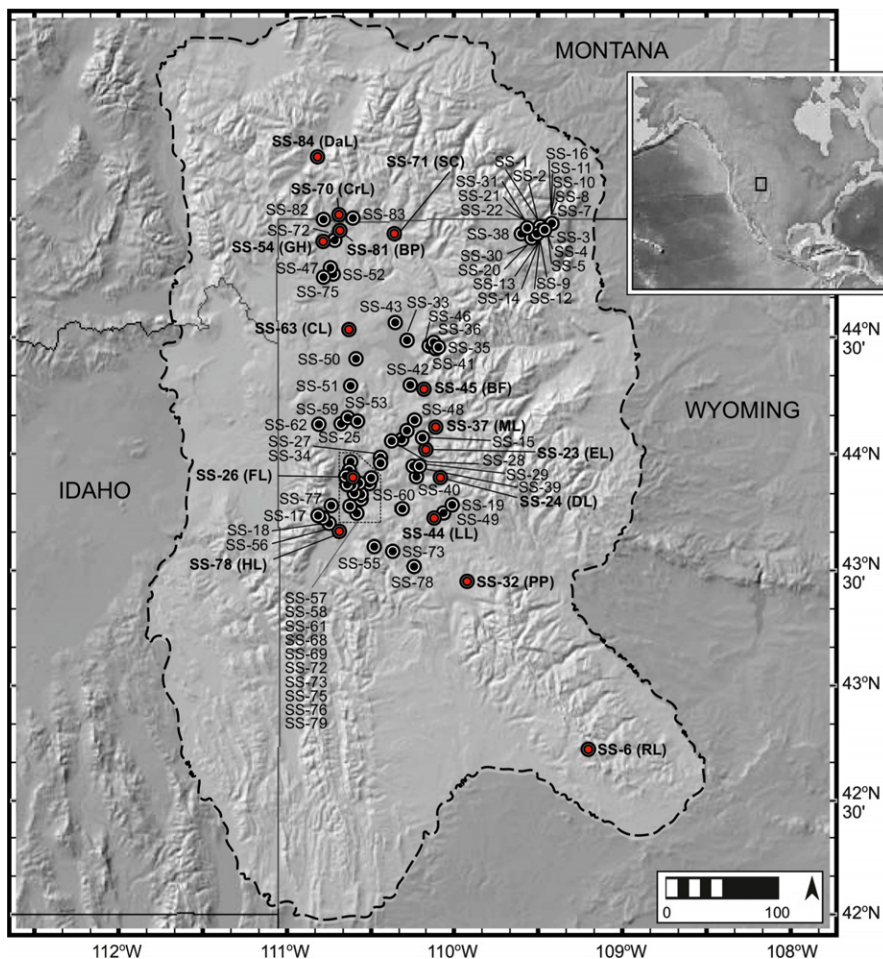 MONTANA
SS-84 (DaL)
SS-71 (SC)
SS-1
SS-16
SS-11
SS-2
SS-10
SS-31
SS-21
SS-8
SS-22
SS-7
SS-70 (CrL)
SS-82
SS-83
SS-72
SS-38
SS-3
SS-54 (GH)
SS-81 (BP)
SS-4
SS-30
SS-5
SS-20
SS-47
SS-52
SS-13
SS-9
SS-75
SS-14
SS-12
SS-33
SS-43
SS-46
SS-63 (CL)
SS-36
44°N
30'
SS-35
SS-50
SS-41
SS-42
SS-51
SS-45 (BF)
SS-59
SS-53
SS-48
WYOMING
SS-62
SS-37 (ML)
SS-25
SS-27
SS-15
SS-34
SS-23 (EL)
44°N
SS-28
SS-26 (FL)
SS-29
SS-39
IDAHO
SS-40
SS-24 (DL)
SS-77
SS-60
SS-19
SS-17
SS-49
SS-18
SS-44 (LL)
SS-56
SS-78 (HL)
SS-73
SS-55
43°N
30'
SS-78
SS-32 (PP)
SS-57
SS-58
SS-61
SS-68
SS-69
SS-72
SS-73
SS-75
SS-76
SS-79
43°N
SS-6 (RL)
42°N
30'
0 100
42°N
112°W 111°W 110°W 109°W 108°W